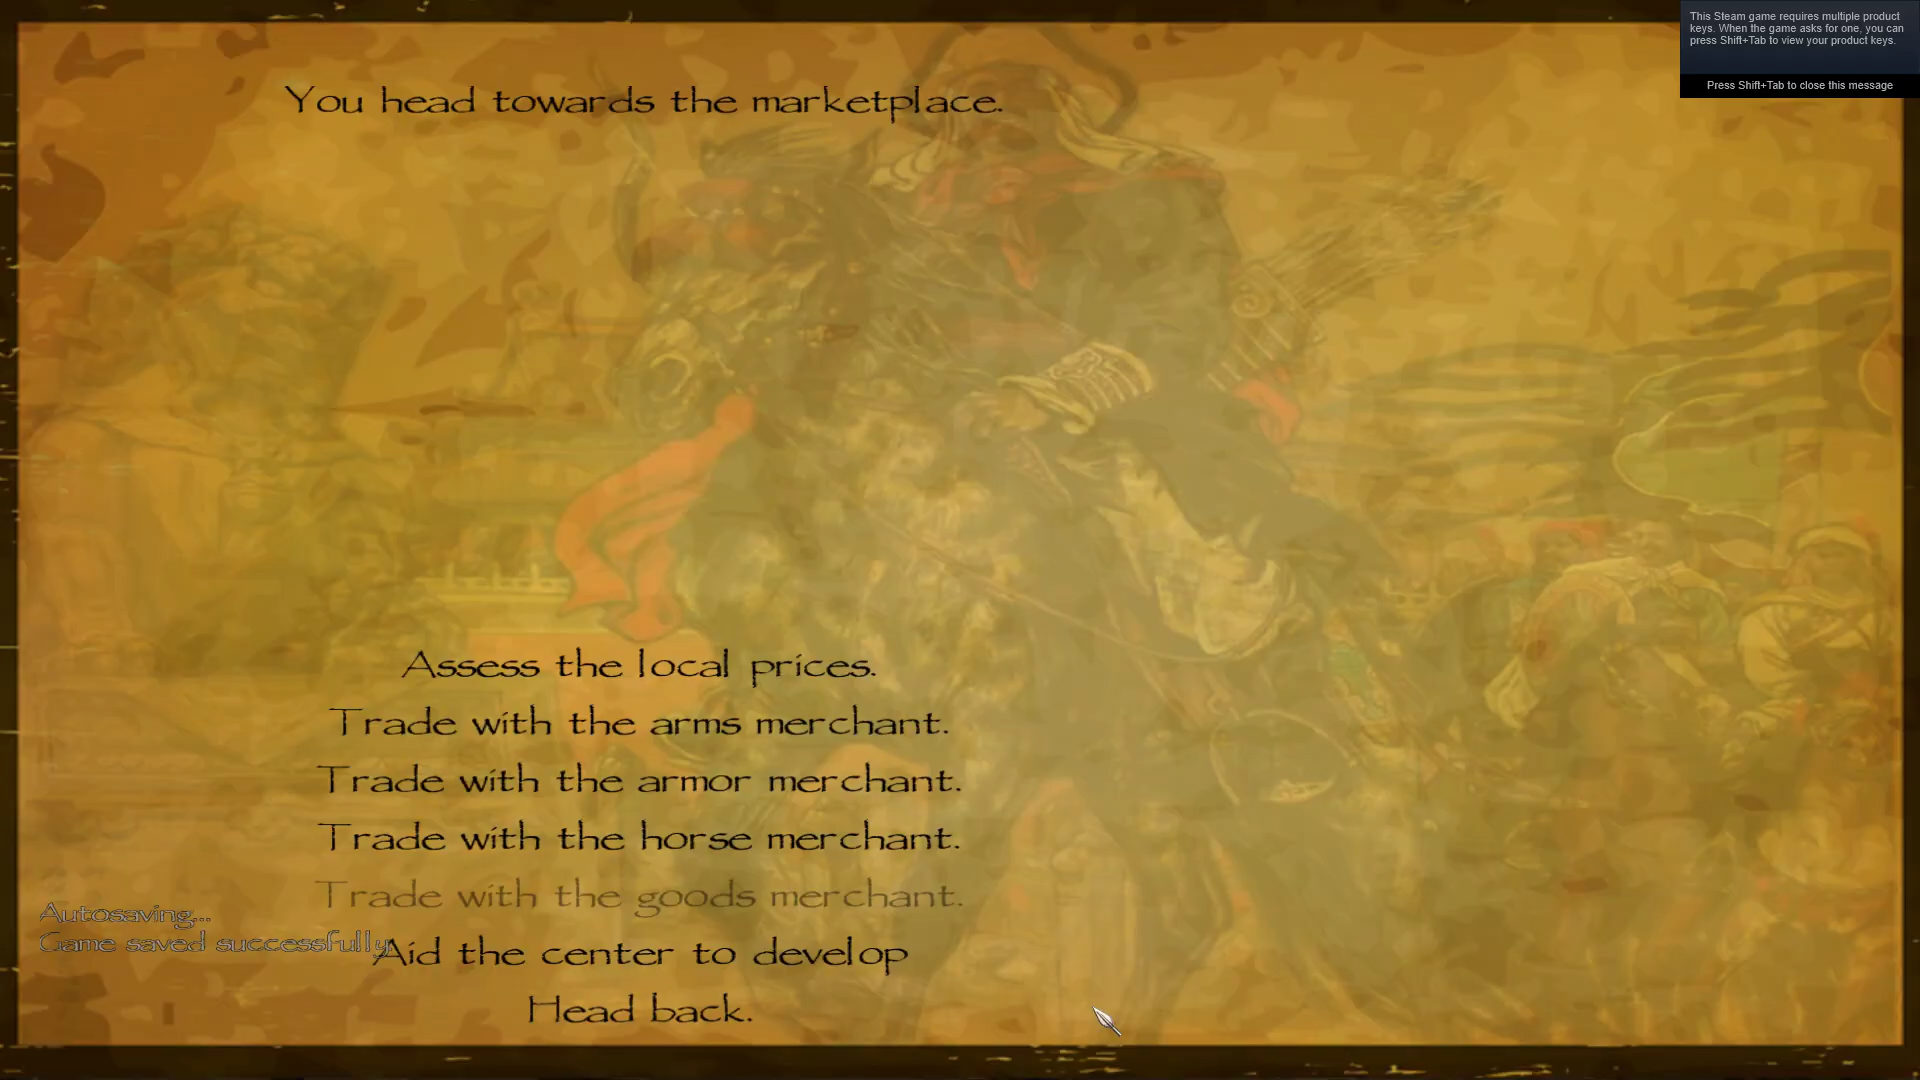 This Steam game requires multiple product
keys. When the game asks for one, you can
press Shift+Tab to view your product keys.
Press Shift+Tab to close this message
You head towards the marketplace.
Assess the local prices.
Trade with the arms merchant.
Trade with the armor merchant.
Trade with the horse merchant.
Trade with the goods merchant.
Autosaving...
Game saved successfully.
Aid the center to develop
Head back.